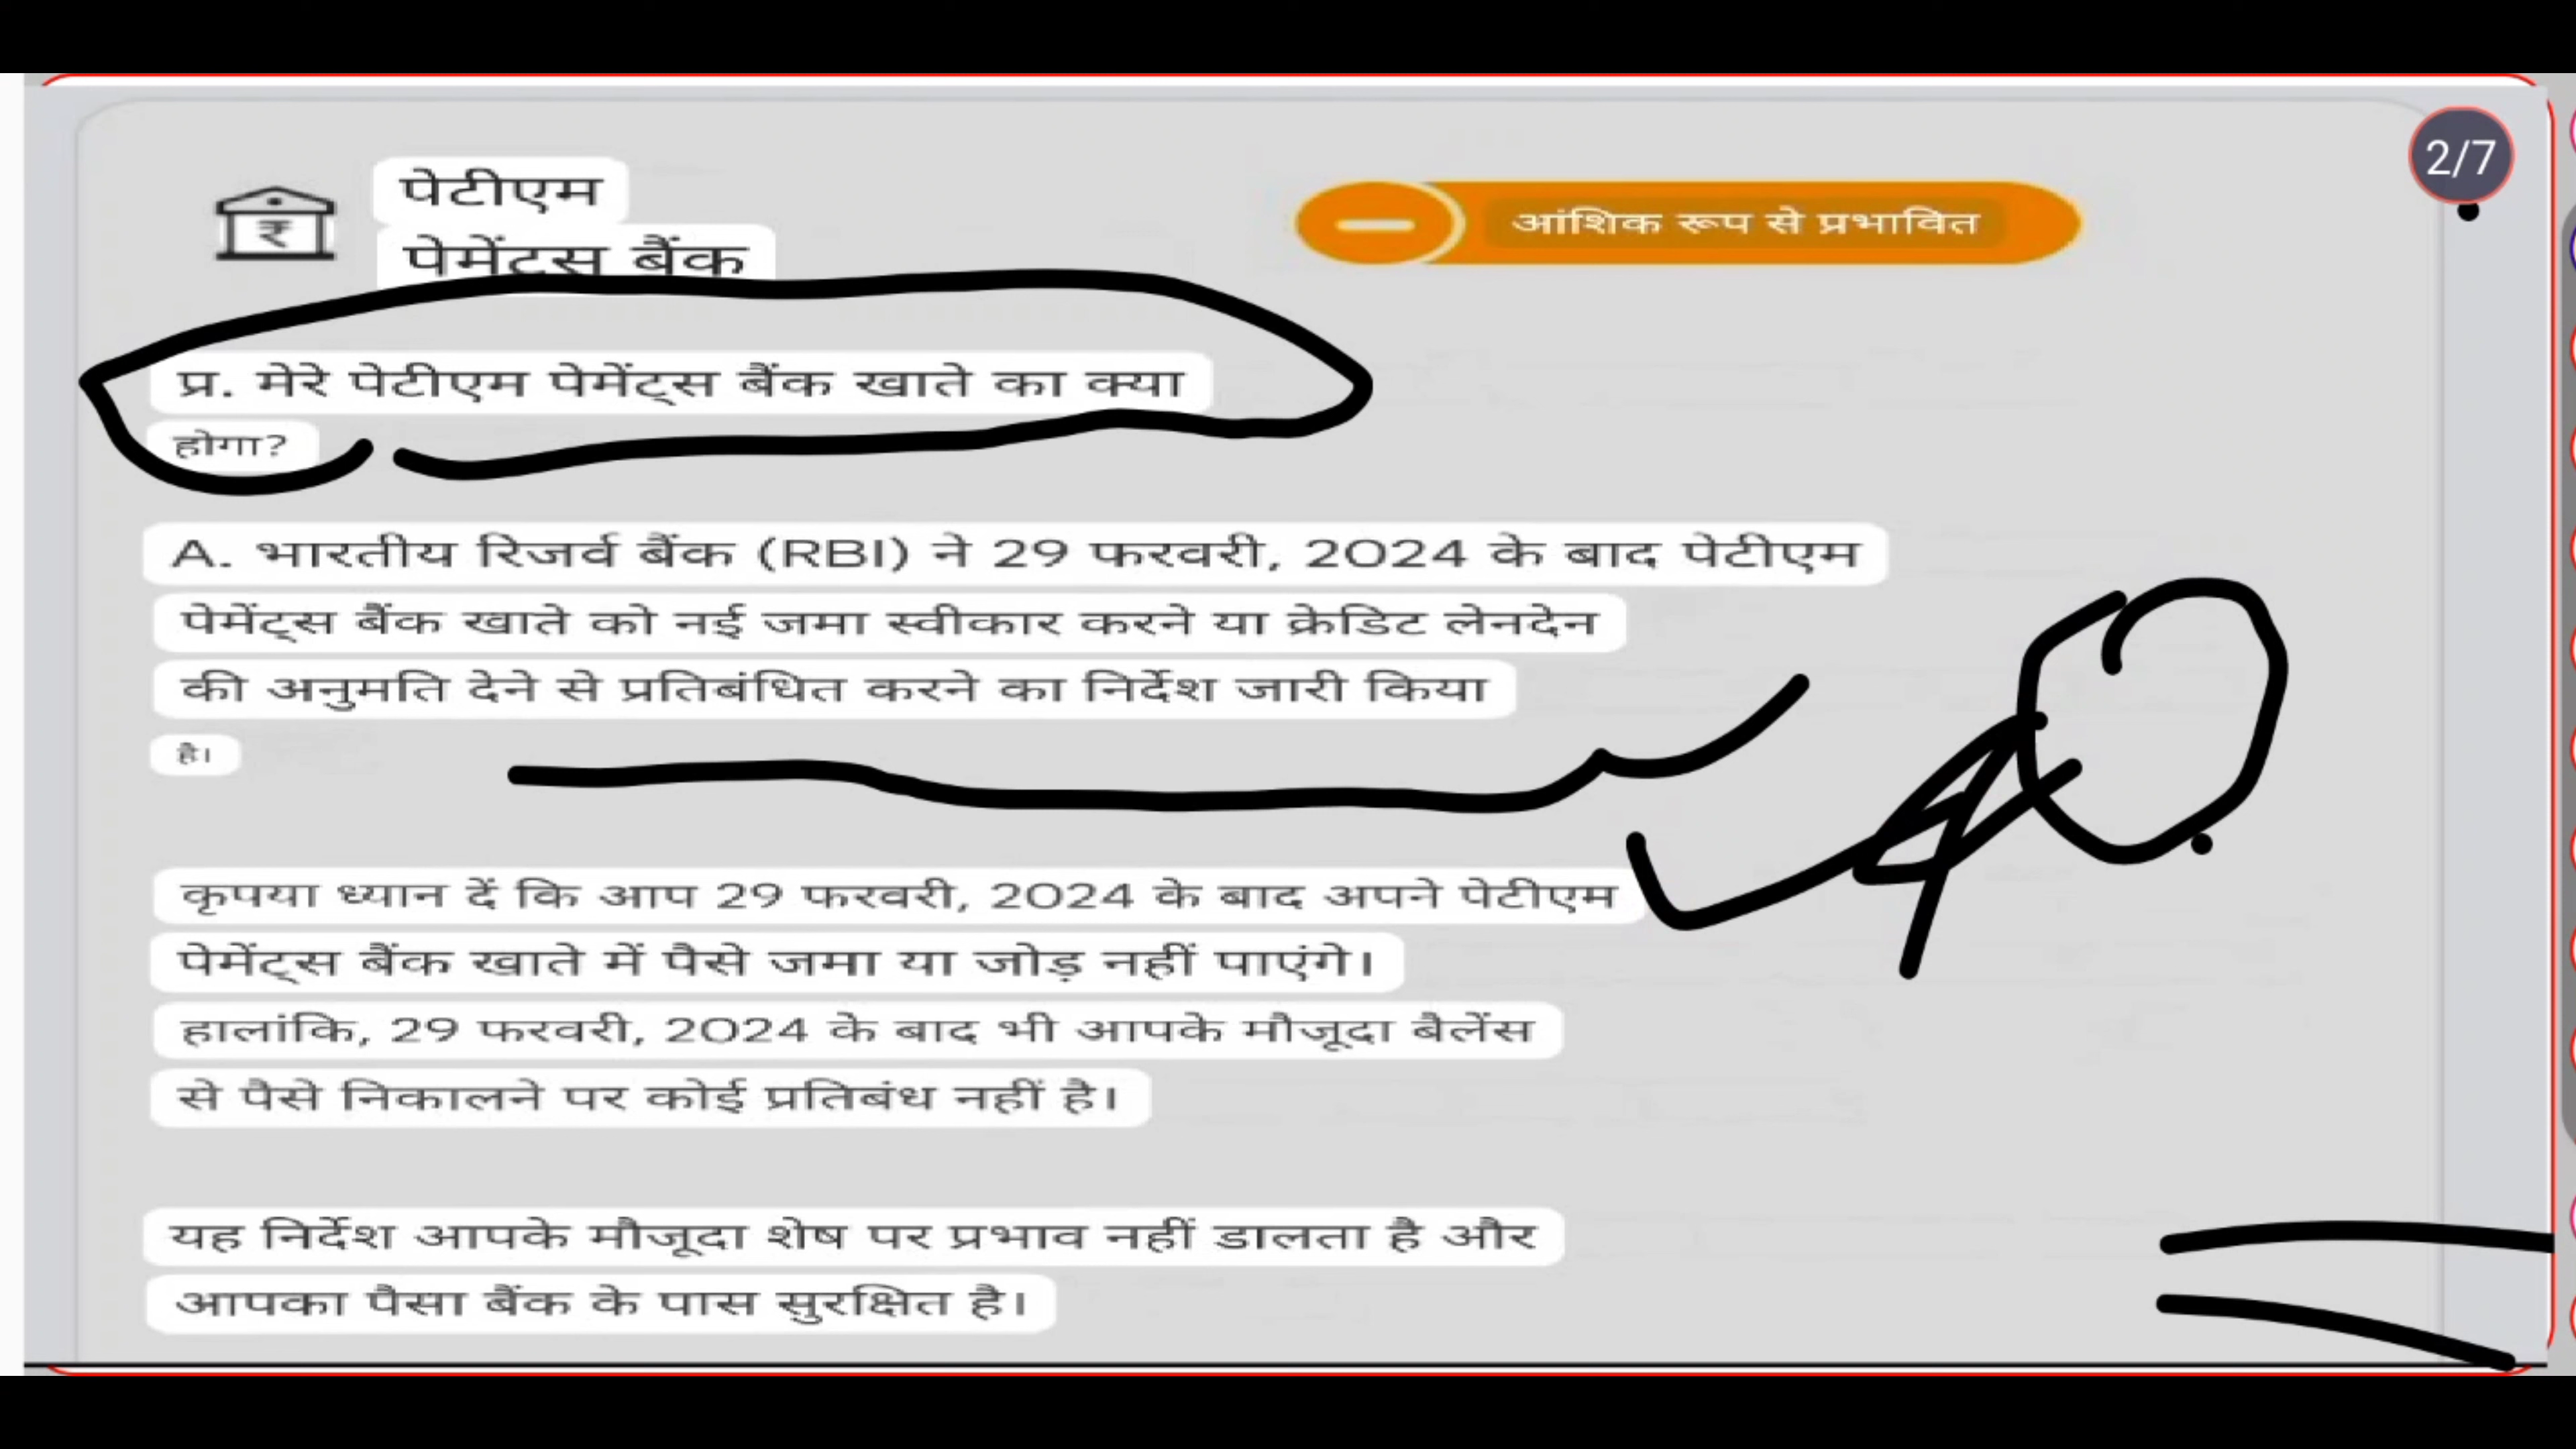 2/7
पेटीएम
पेमेंट्स बैंक
आंशिक रूप से प्रभावित
प्र. मेरे पेटीएम पेमेंट्स बैंक खाते का क्या
होगा?
A. भारतीय रिजर्व बैंक (RBI) ने 29 फरवरी, 2024 के बाद पेटीएम
पेमेंट्स बैंक खाते को नई जमा स्वीकार करने या क्रेडिट लेनदेन
की अनुमति देने से प्रतिबंधित करने का निर्देश जारी किया
है।
कृपया ध्यान दें कि आप 29 फरवरी, 2024 के बाद अपने पेटीएम
पेमेंट्स बैंक खाते में पैसे जमा या जोड़ नहीं पाएंगे।
हालांकि, 29 फरवरी, 2024 के बाद भी आपके मौजूदा बैलेंस
से पैसे निकालने पर कोई प्रतिबंध नहीं है।
यह निर्देश आपके मौजूदा शेष पर प्रभाव नहीं डालता है और
आपका पैसा बैंक के पास सुरक्षित है।